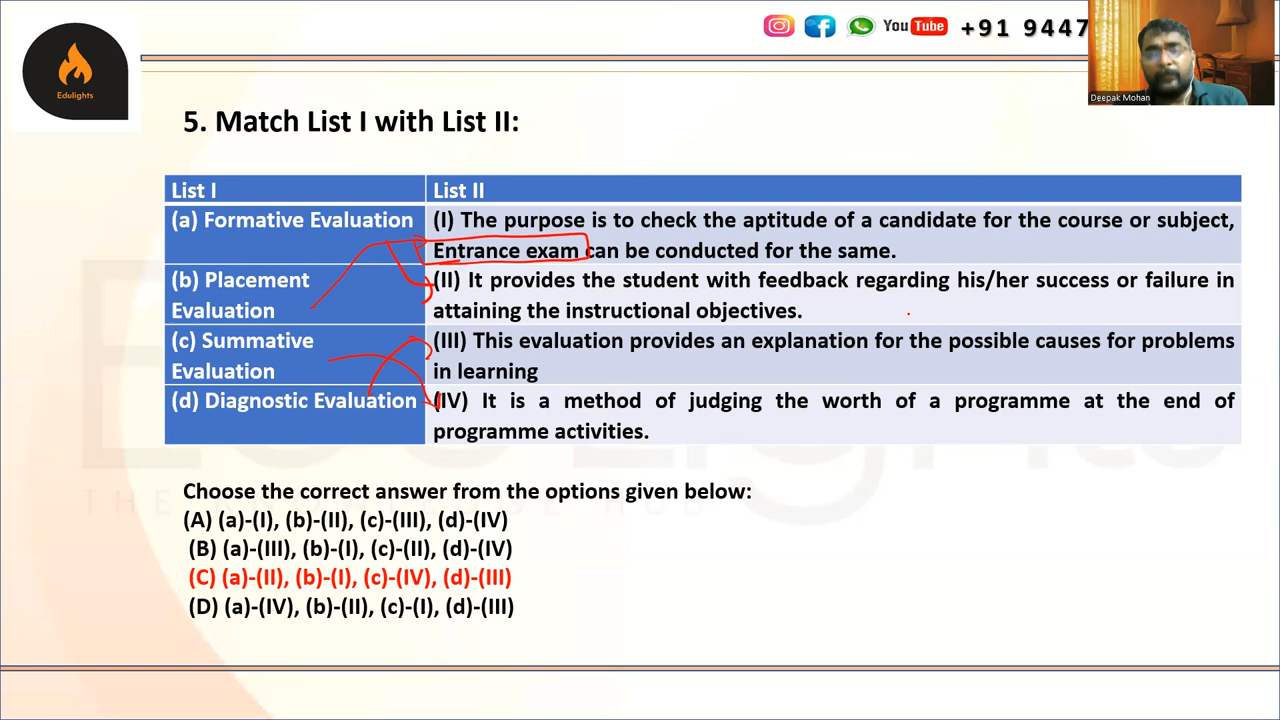 You Tube +91 9447
Edulights
Deepak Mohan
5. Match List I with List II:
List I
List II
(a) Formative Evaluation
(I) The purpose is to check the aptitude of a candidate for the course or subject,
Entrance exam can be conducted for the same.
(b) Placement
Evaluation
(II) It provides the student with feedback regarding his/her success or failure in
attaining the instructional objectives.
(c) Summative
Evaluation
(III) This evaluation provides an explanation for the possible causes for problems
in learning
(d) Diagnostic Evaluation
(IV) It is a method of judging the worth of a programme at the end of
programme activities.
Choose the correct answer from the options given below:
(A) (a)-(I), (b)-(II), (c)-(III), (d)-(IV)
(B) (a)-(III), (b)-(I), (c)-(II), (d)-(IV)
(C) (a)-(II), (b)-(I), (c)-(IV), (d)-(III)
(D) (a)-(IV), (b)-(II), (c)-(I), (d)-(III)